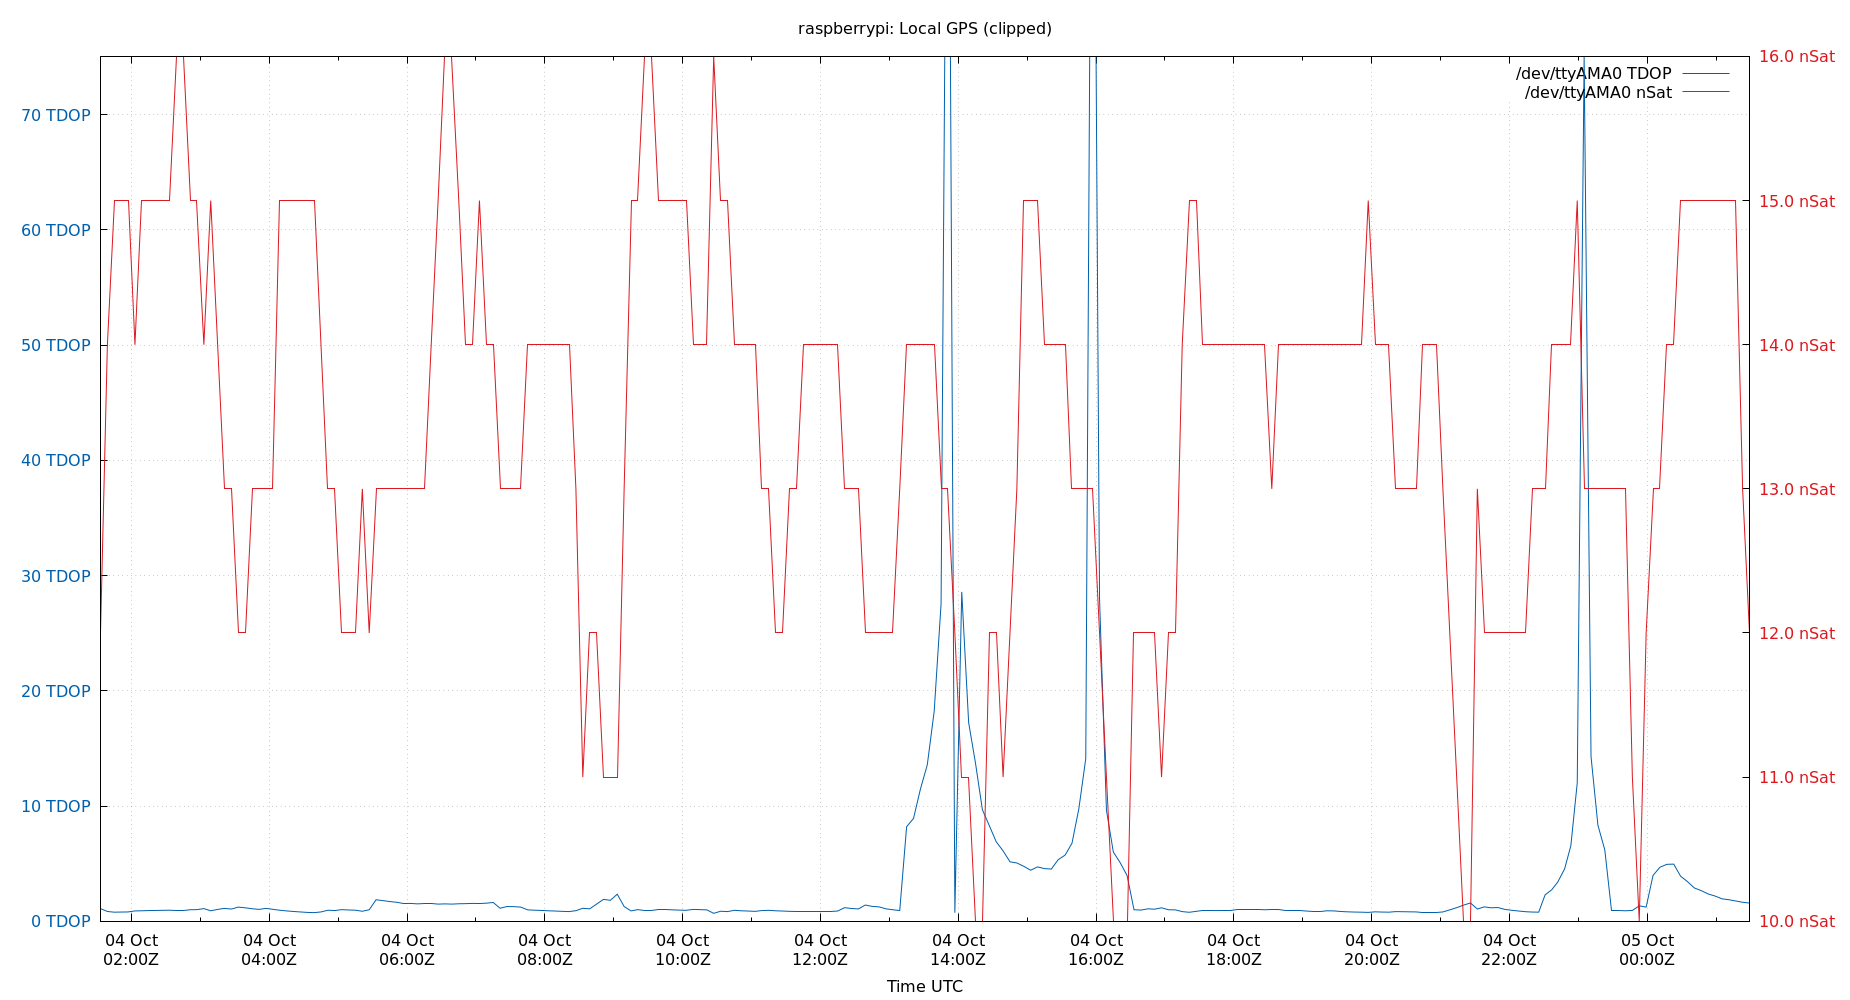 raspberrypi: Local GPS (clipped)
/dev/ttyAMA0 TDOP
/dev/ttyAMA0 nSat
70 TDOP
60 TDOP
50 TDOP
40 TDOP
30 TDOP
20 TDOP
10 TDOP
0 TDOP
16.0 nSat
15.0 nSat
14.0 nSat
13.0 nSat
12.0 nSat
11.0 nSat
10.0 nSat
04 Oct
02:00Z
04 Oct
04:00Z
04 Oct
06:00Z
04 Oct
08:00Z
04 Oct
10:00Z
04 Oct
12:00Z
04 Oct
14:00Z
04 Oct
16:00Z
04 Oct
18:00Z
04 Oct
20:00Z
04 Oct
22:00Z
05 Oct
00:00Z
Time UTC